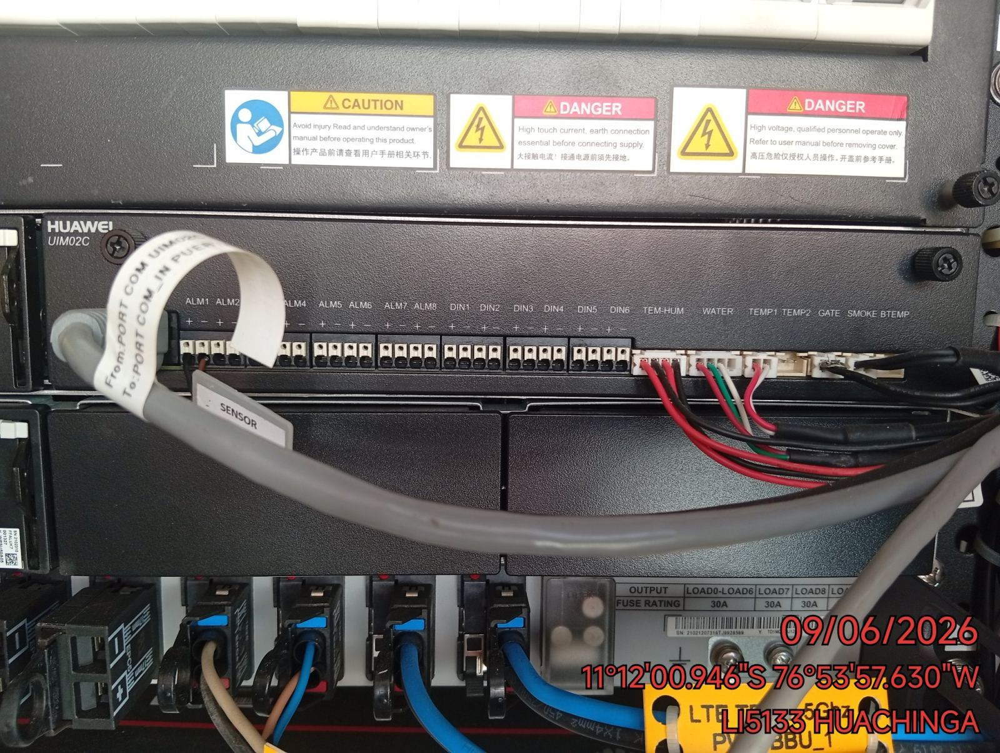 CAUTION
Avoid injury Read and understand owner's
manual before operating this product.
操作产品前请查看用户手册相关环节.
DANGER
High touch current, earth connection
essential before connecting supply.
大接触电流！接通电源前须先接地。
DANGER
High voltage, qualified personnel operate only.
Refer to user manual before removing cover.
高压危险仅授权人员操作。开盖前参考手册.
HUAWEI
UIM02C
From:PORT COM UIM02
To:PORT COM_IN PUER
ALM1 ALM2 ALM4 ALM5 ALM6 ALM7 ALM8 DIN1 DIN2 DIN3 DIN4 DIN5 DIN6 TEM-HUM WATER TEMP1 TEMP2 GATE SMOKE BTEMP
+ − + + − + − + − + − + − + − + − + − + − + − + −
SENSOR
OUTPUT LOAD0-LOAD6 LOAD7 LOAD8
FUSE RATING 30A 30A 30A
09/06/2026
11°12'00.946"S 76°53'57.630"W
LI5133 HUACHINGA
LTE 5Ghz
BBU_1
1X4mm2